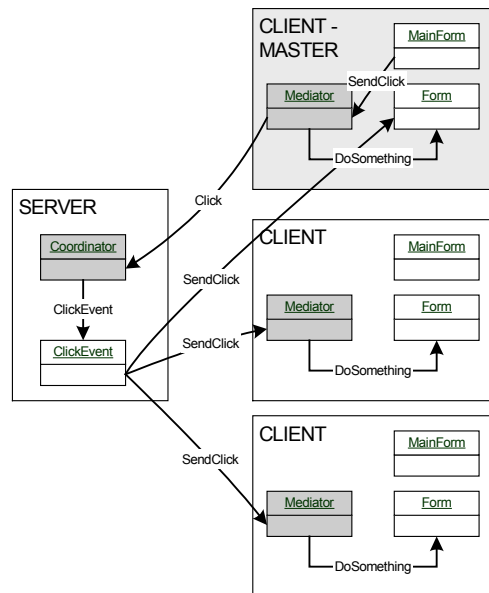 CLIENT -
MASTER
MainForm
SendClick
Mediator
Form
DoSomething
Click
SERVER
Coordinator
ClickEvent
ClickEvent
SendClick
SendClick
SendClick
CLIENT
MainForm
Mediator
Form
DoSomething
CLIENT
MainForm
Mediator
Form
DoSomething